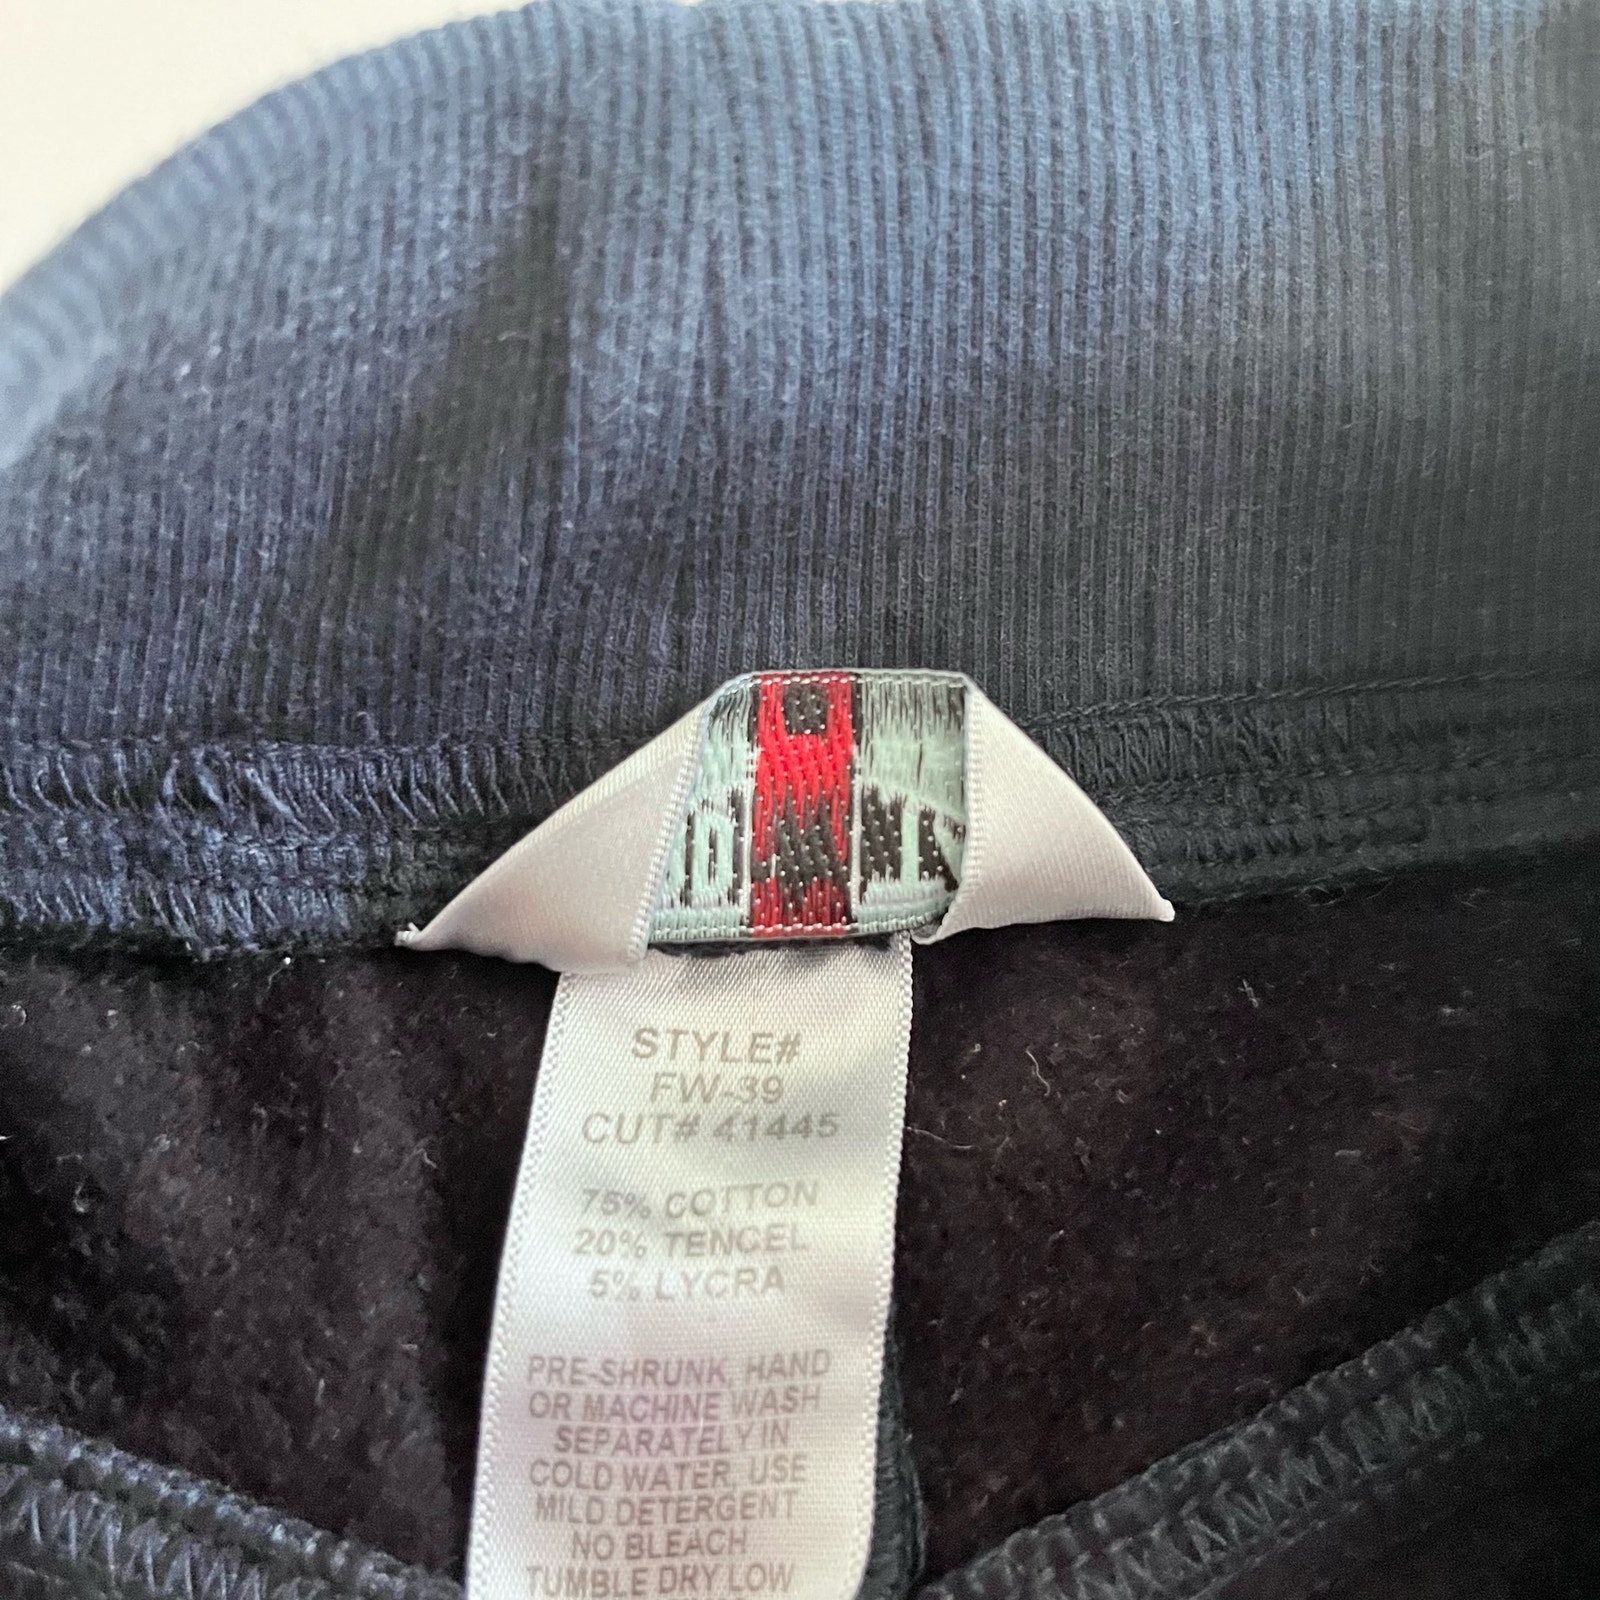 STYLE#
FW-39
CUT# 41445
75% COTTON
20% TENCEL
5% LYCRA
PRE-SHRUNK, HAND
OR MACHINE WASH
SEPARATELY IN
COLD WATER, USE
MILD DETERGENT
NO BLEACH
TUMBLE DRY LOW